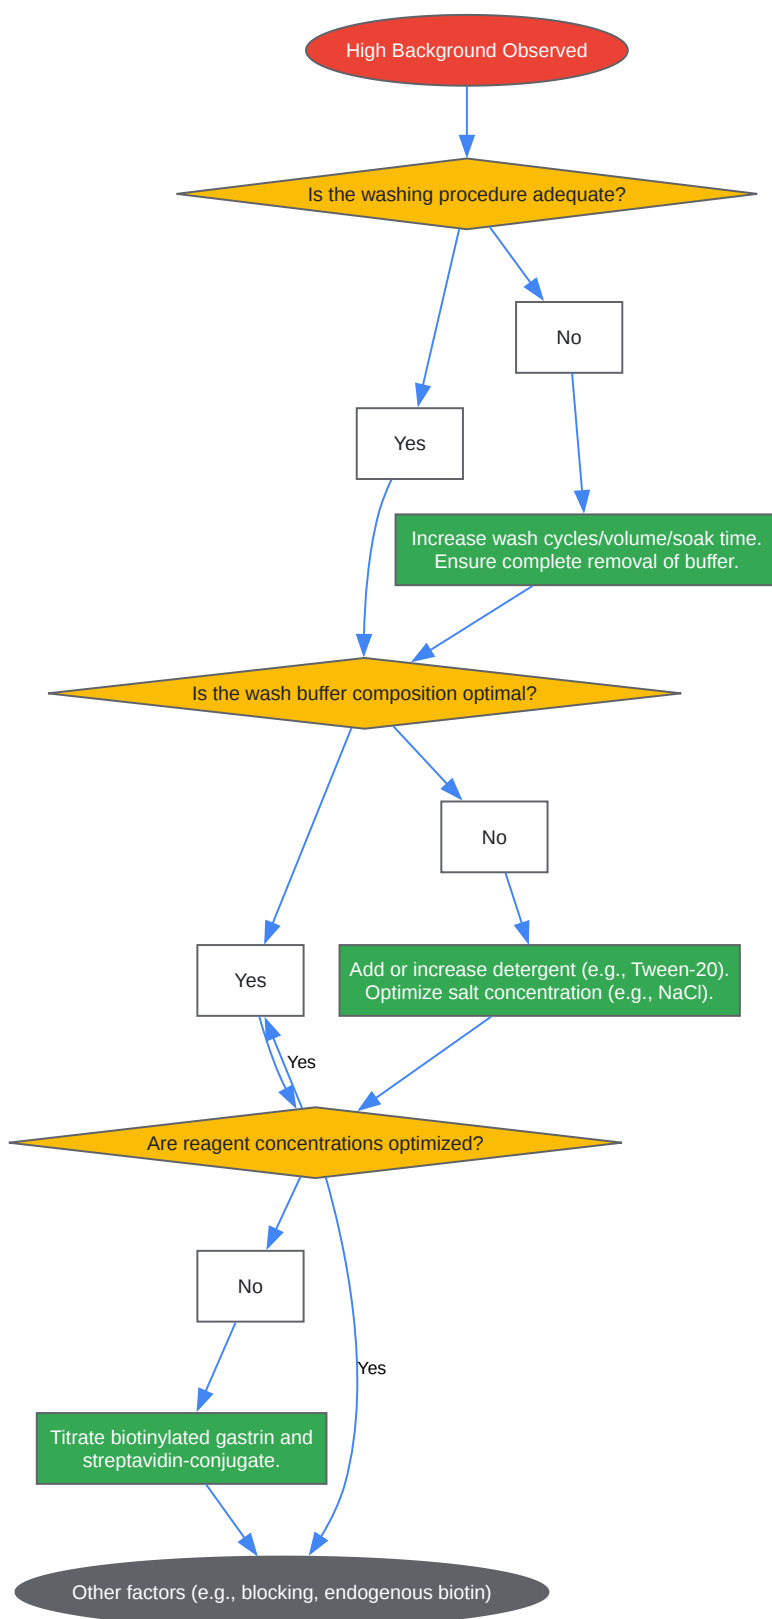 High Background Observed
Is the washing procedure adequate?
No
Yes
Increase wash cycles/volume/soak time.
Ensure complete removal of buffer.
Is the wash buffer composition optimal?
No
Yes
Add or increase detergent (e.g., Tween-20).
Optimize salt concentration (e.g., NaCl).
Yes
Are reagent concentrations optimized?
No
Yes
Titrate biotinylated gastrin and
streptavidin-conjugate.
Other factors (e.g., blocking, endogenous biotin)